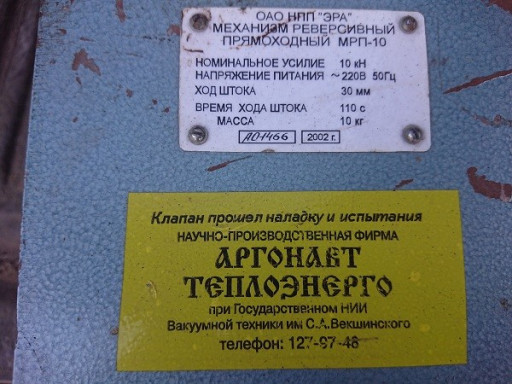 ОАО НПП "ЭРА"
МЕХАНИЗМ РЕВЕРСИВНЫЙ
ПРЯМОХОДНЫЙ МРП-10
НОМИНАЛЬНОЕ УСИЛИЕ 10 кН
НАПРЯЖЕНИЕ ПИТАНИЯ ~220В 50Гц
ХОД ШТОКА 30 мм
ВРЕМЯ ХОДА ШТОКА 110 с
МАССА 10 кг
А01466 2002 г.
Клапан прошел наладку и испытания
НАУЧНО-ПРОИЗВОДСТВЕННАЯ ФИРМА
АРГОНАВТ
ТЕПЛОЭНЕРГО
при Государственном НИИ
Вакуумной техники им С.А.Векшинского
телефон: 127-97-48